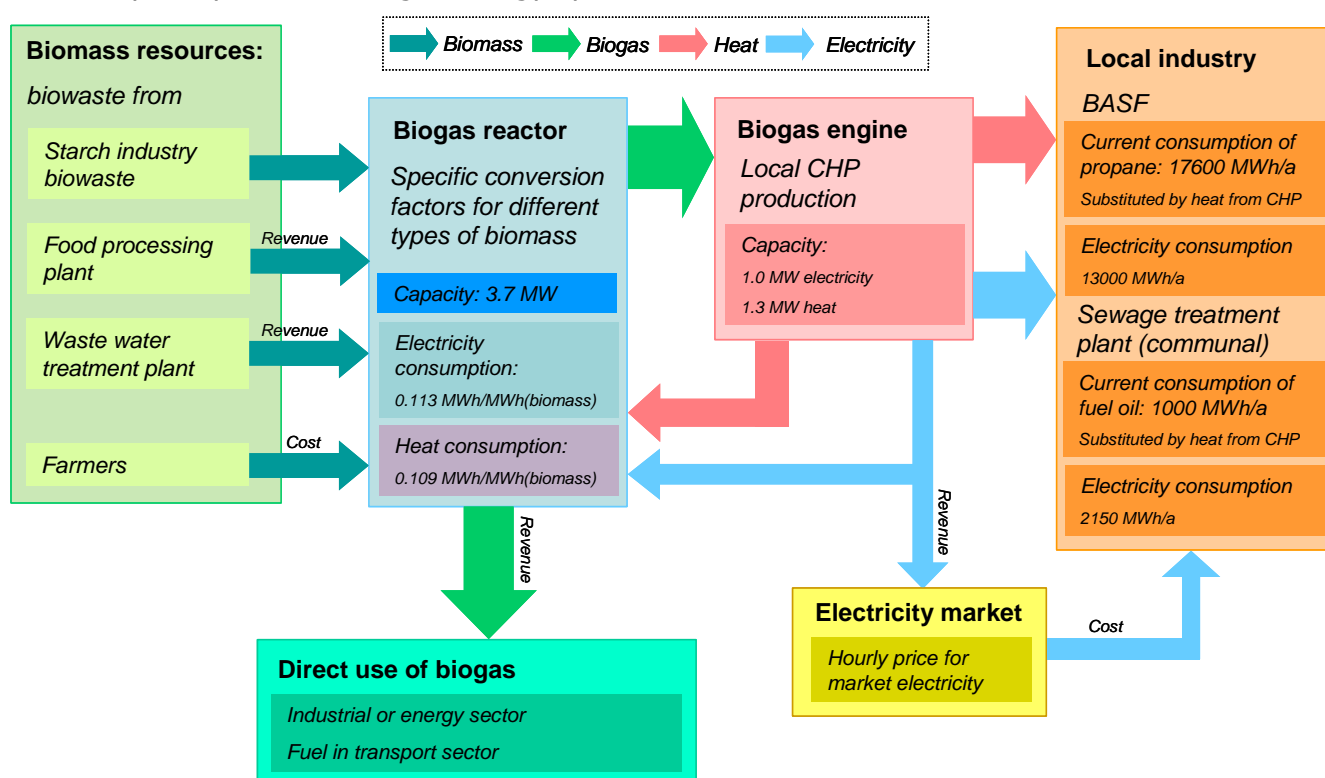 Biomass
Biogas
Heat
Electricity
Biomass resources:
biowaste from
Starch industry
biowaste
Food processing
plant
Waste water
treatment plant
Farmers
Revenue
Revenue
Cost
Biogas reactor
Specific conversion
factors for different
types of biomass
Capacity: 3.7 MW
Electricity
consumption:
0.113 MWh/MWh(biomass)
Heat consumption:
0.109 MWh/MWh(biomass)
Revenue
Direct use of biogas
Industrial or energy sector
Fuel in transport sector
Biogas engine
Local CHP
production
Capacity:
1.0 MW electricity
1.3 MW heat
Revenue
Electricity market
Hourly price for
market electricity
Cost
Local industry
BASF
Current consumption of
propane: 17600 MWh/a
Substituted by heat from CHP
Electricity consumption
13000 MWh/a
Sewage treatment
plant (communal)
Current consumption of
fuel oil: 1000 MWh/a
Substituted by heat from CHP
Electricity consumption
2150 MWh/a